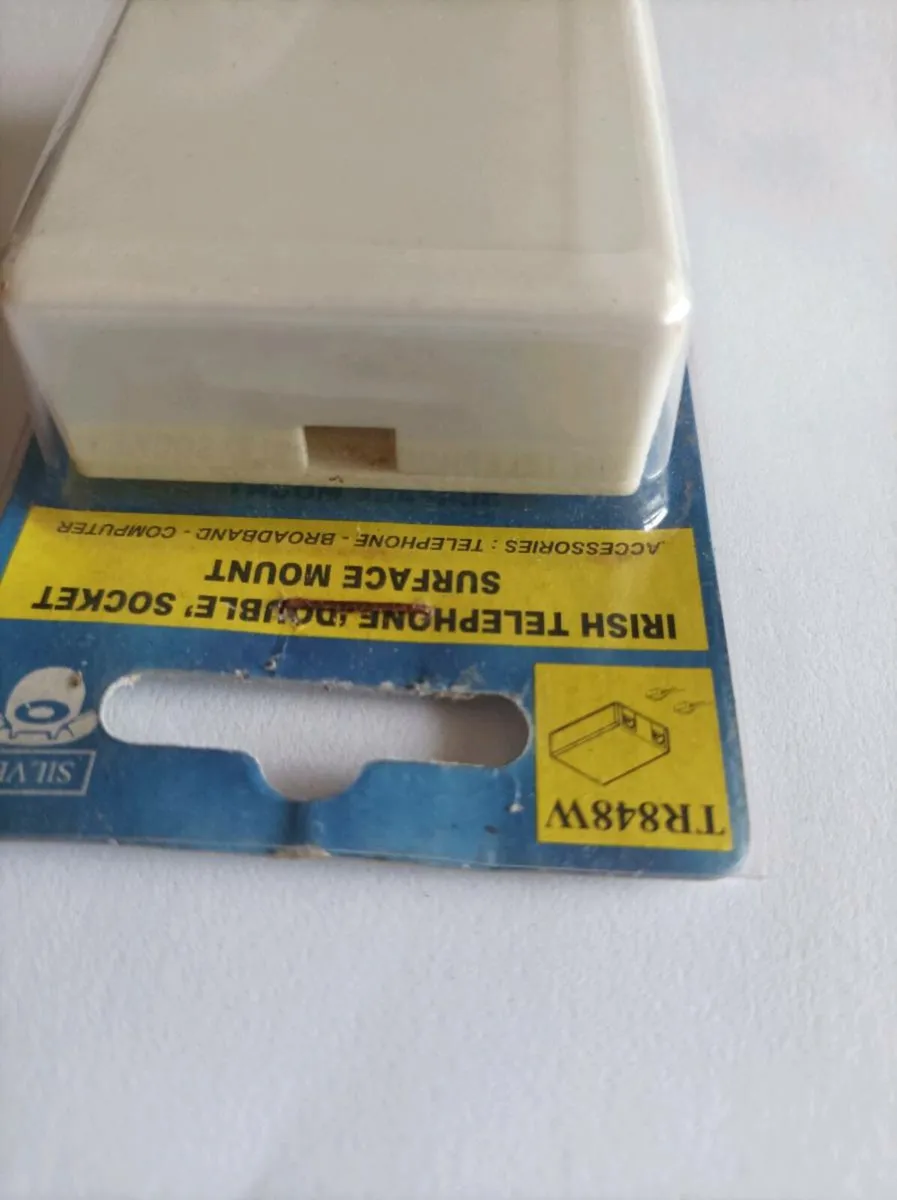 TR848W
IRISH TELEPHONE 'DOUBLE' SOCKET
SURFACE MOUNT
ACCESSORIES : TELEPHONE - BROADBAND - COMPUTER